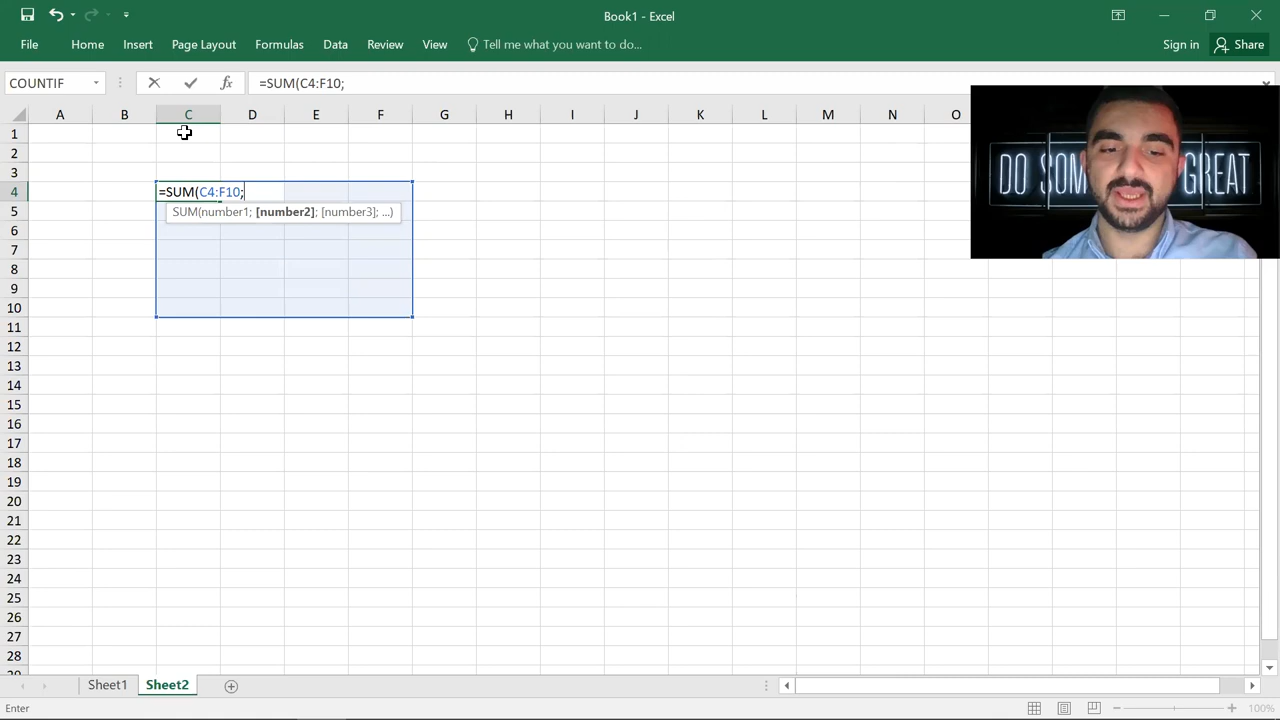 Book1 - Excel
File Home Insert Page Layout Formulas Data Review View Tell me what you want to do... Sign in Share
COUNTIF fx =SUM(C4:F10;
A B C D E F G H I J K L M N O
1
2
3
4 =SUM(C4:F10;
5 SUM(number1; [number2]; [number3]; ...)
6
7
8
9
10
11
12
13
14
15
16
17
18
19
20
21
22
23
24
25
26
27
28
DO SOM GREAT
Sheet1 Sheet2
Enter 100%